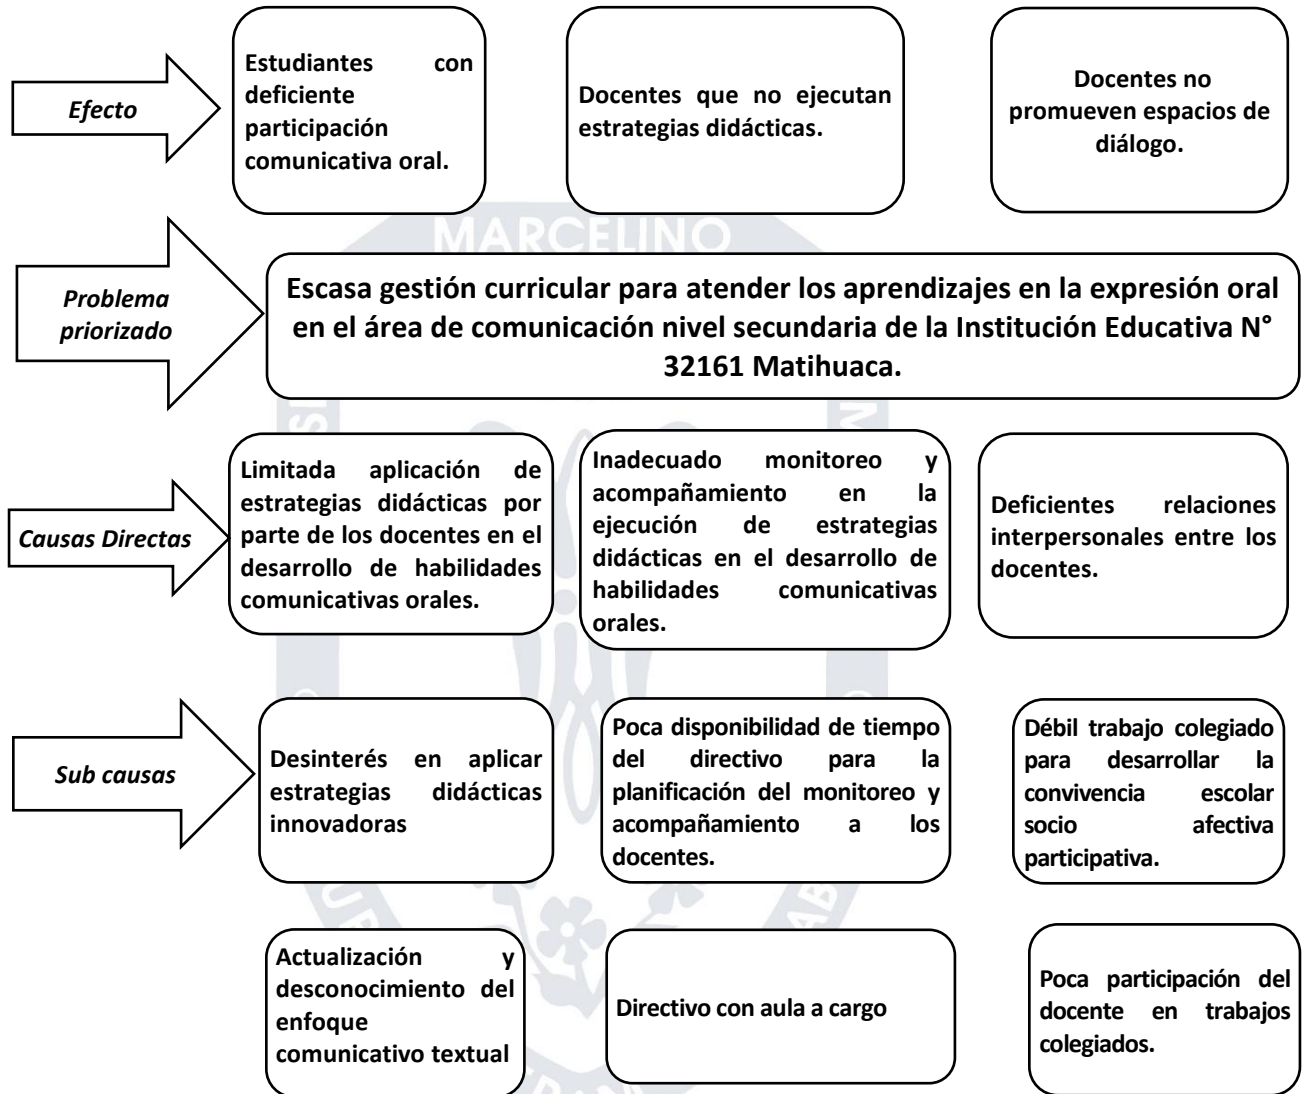 Efecto
Estudiantes con
deficiente
participación
comunicativa oral.
Docentes que no ejecutan
estrategias didácticas.
Docentes no
promueven espacios de
diálogo.
MARCELINO
Problema
priorizado
Escasa gestión curricular para atender los aprendizajes en la expresión oral
en el área de comunicación nivel secundaria de la Institución Educativa N°
32161 Matihuaca.
Causas Directas
Limitada aplicación de
estrategias didácticas por
parte de los docentes en el
desarrollo de habilidades
comunicativas orales.
Inadecuado monitoreo y
acompañamiento en la
ejecución de estrategias
didácticas en el desarrollo de
habilidades comunicativas
orales.
Deficientes relaciones
interpersonales entre los
docentes.
Sub causas
Desinterés en aplicar
estrategias didácticas
innovadoras
Poca disponibilidad de tiempo
del directivo para la
planificación del monitoreo y
acompañamiento a los
docentes.
Débil trabajo colegiado
para desarrollar la
convivencia escolar
socio afectiva
participativa.
Actualización y
desconocimiento del
enfoque
comunicativo textual
Directivo con aula a cargo
Poca participación del
docente en trabajos
colegiados.